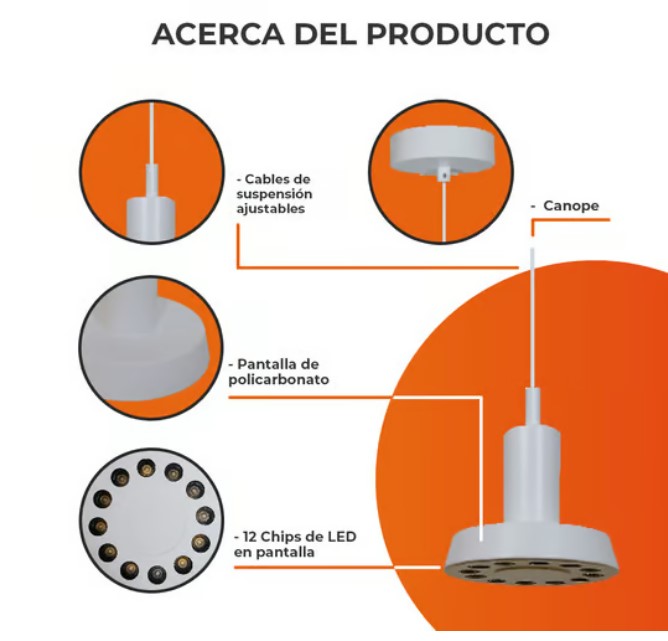 ACERCA DEL PRODUCTO
- Cables de
suspensión
ajustables
- Canope
- Pantalla de
policarbonato
- 12 Chips de LED
en pantalla